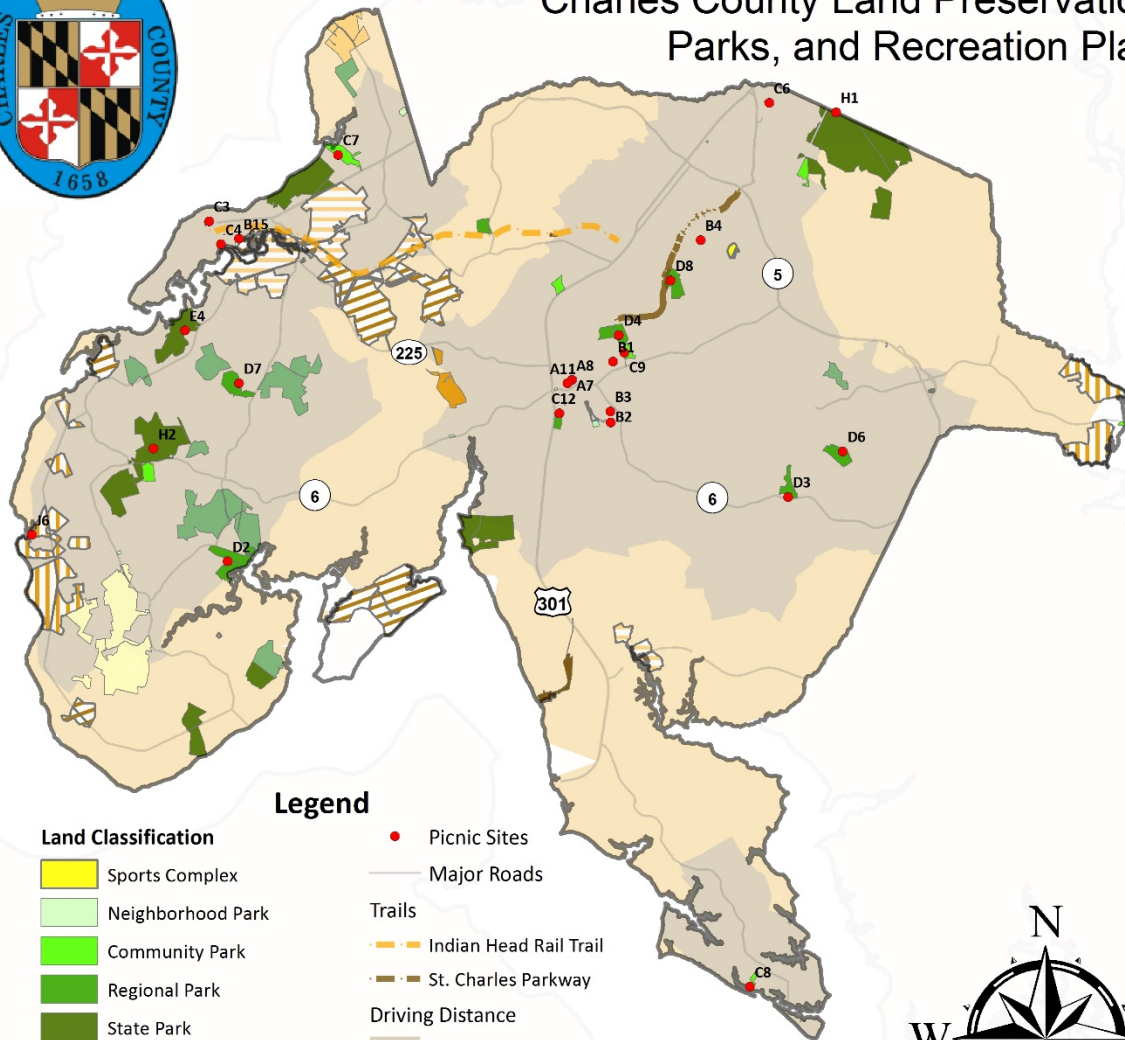 Charles County Land Preservation
Parks, and Recreation Pla
CHARLES COUNTY
1658
C6
H1
C7
C3
C4
B15
B4
5
D8
E4
D4
225
B1
C9
D7
A11
A8
A7
C12
B3
B2
H2
D6
6
6
D3
J6
D2
301
C8
Legend
Land Classification
Sports Complex
Neighborhood Park
Community Park
Regional Park
State Park
Picnic Sites
Major Roads
Trails
Indian Head Rail Trail
St. Charles Parkway
Driving Distance
N
W